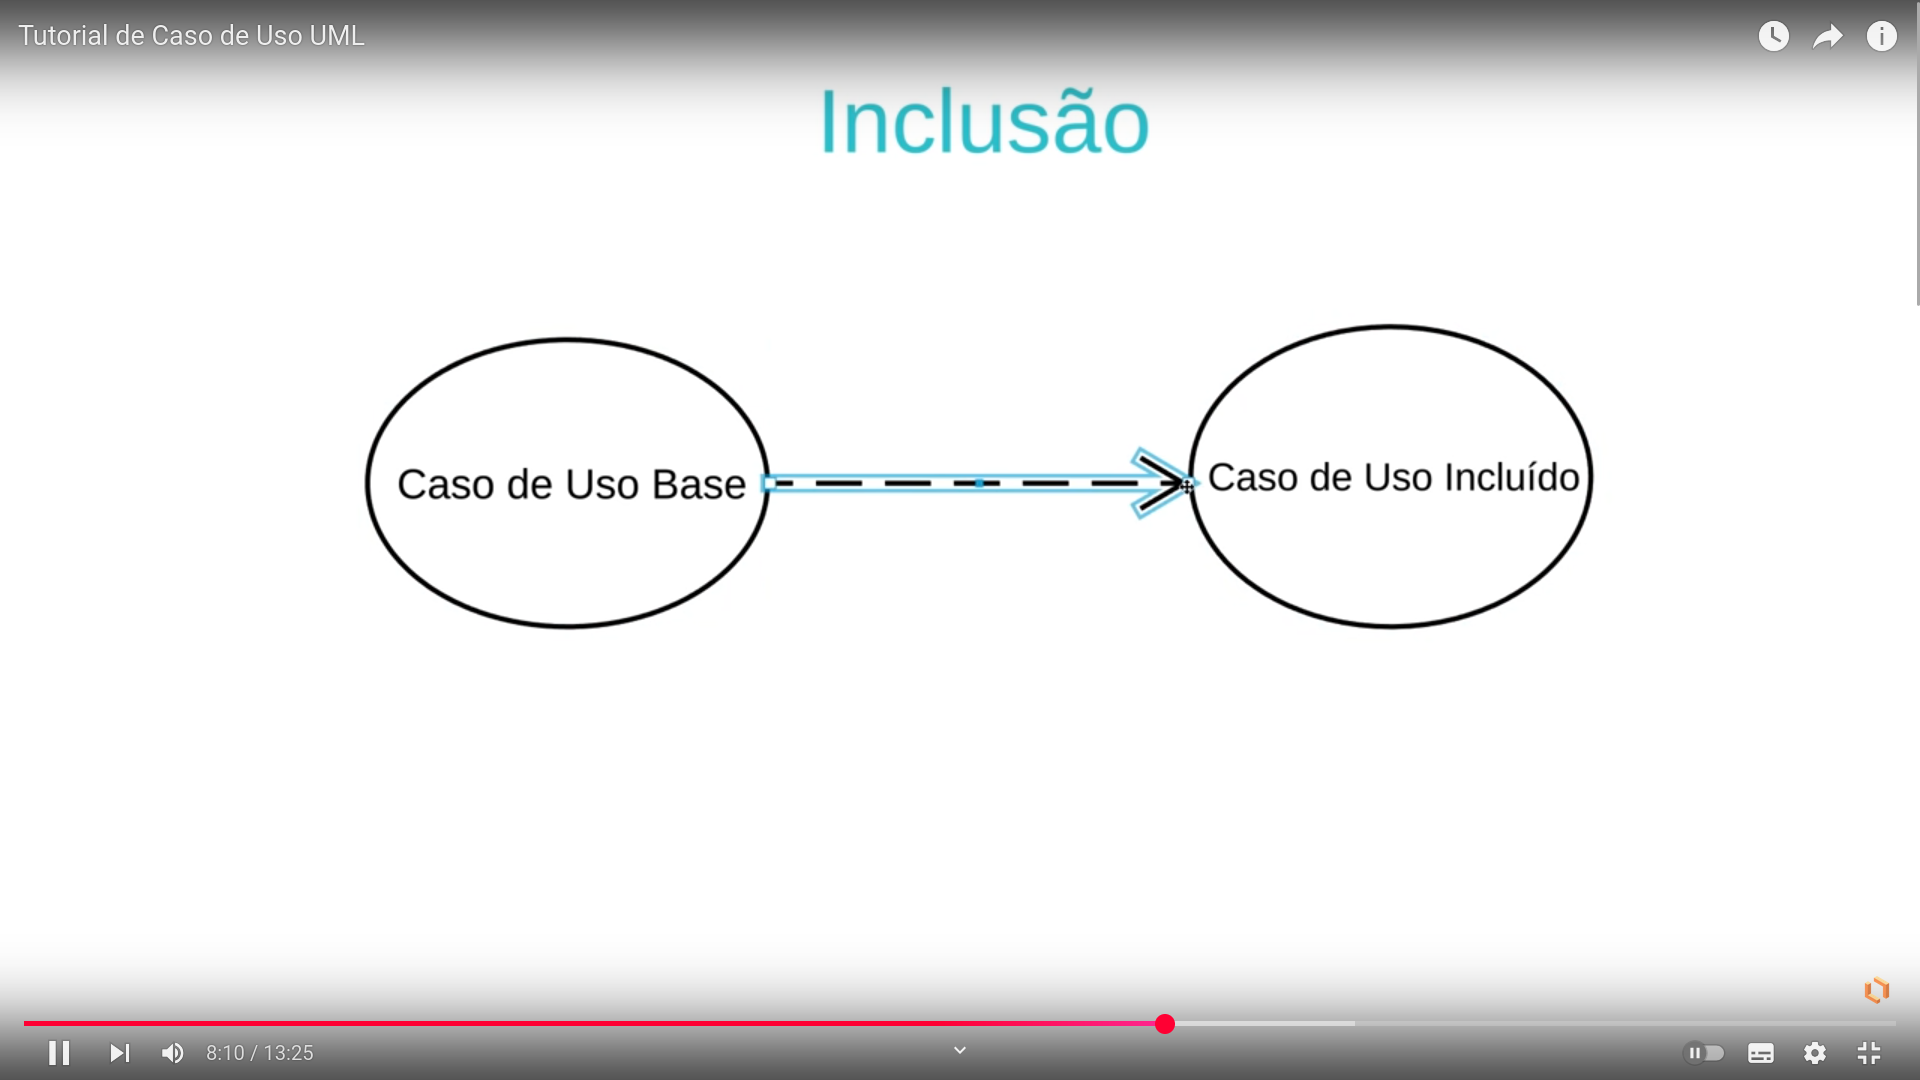 Tutorial de Caso de Uso UML
Inclusão
Caso de Uso Base
Caso de Uso Incluído
8:10 / 13:25